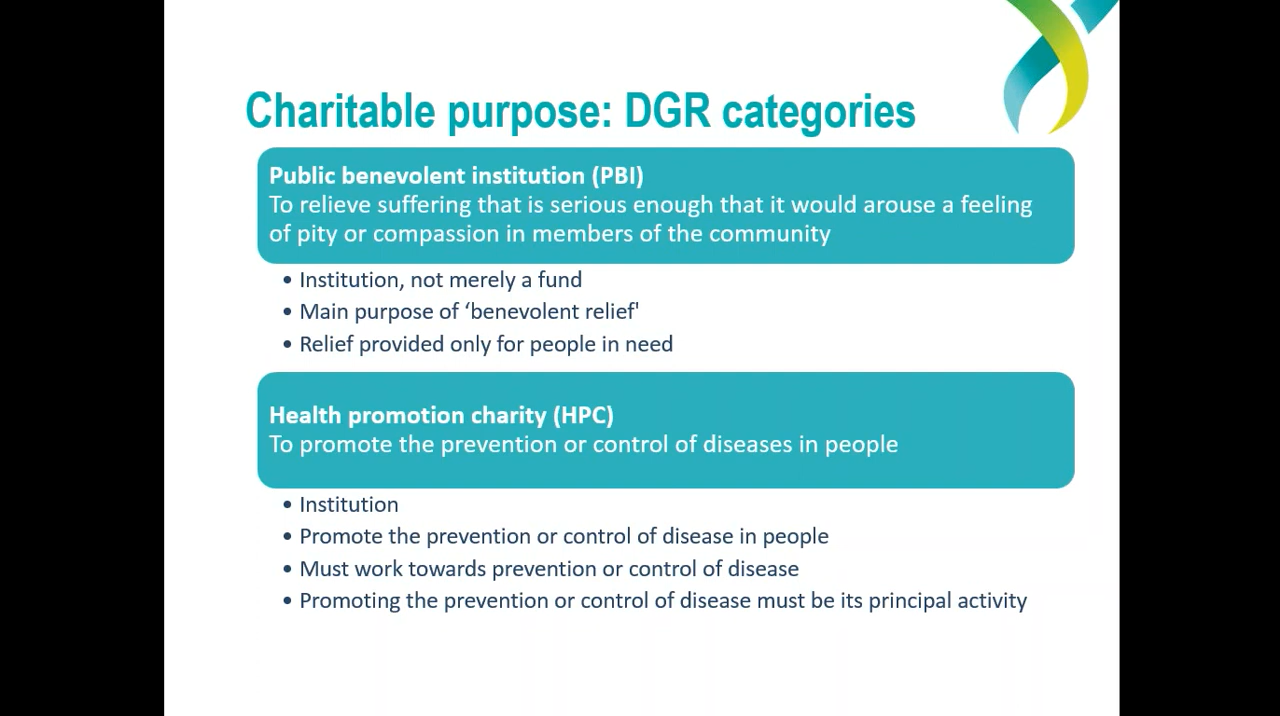 Charitable purpose: DGR categories
Public benevolent institution (PBI)
To relieve suffering that is serious enough that it would arouse a feeling
of pity or compassion in members of the community
• Institution, not merely a fund
• Main purpose of ‘benevolent relief'
• Relief provided only for people in need
Health promotion charity (HPC)
To promote the prevention or control of diseases in people
• Institution
• Promote the prevention or control of disease in people
• Must work towards prevention or control of disease
• Promoting the prevention or control of disease must be its principal activity